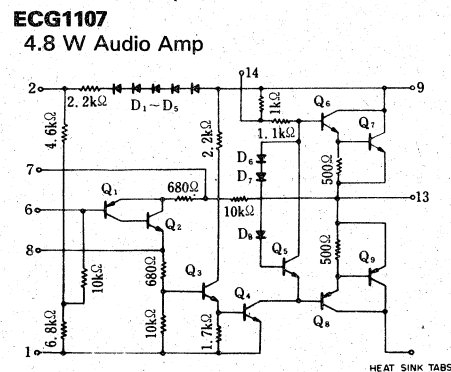 ECG1107
4.8 W Audio Amp
14
2
2.2kΩ
D₁~D₅
1kΩ
1.1kΩ
Q₆
Q₇
9
4.6kΩ
2.2kΩ
D₆
D₇
500Ω
7
Q₁
680Ω
13
6
10kΩ
Q₂
D₈
8
Q₅
500Ω
Q₉
10kΩ
680Ω
Q₃
Q₄
Q₈
6.8kΩ
10kΩ
1.7kΩ
1
HEAT SINK TABS